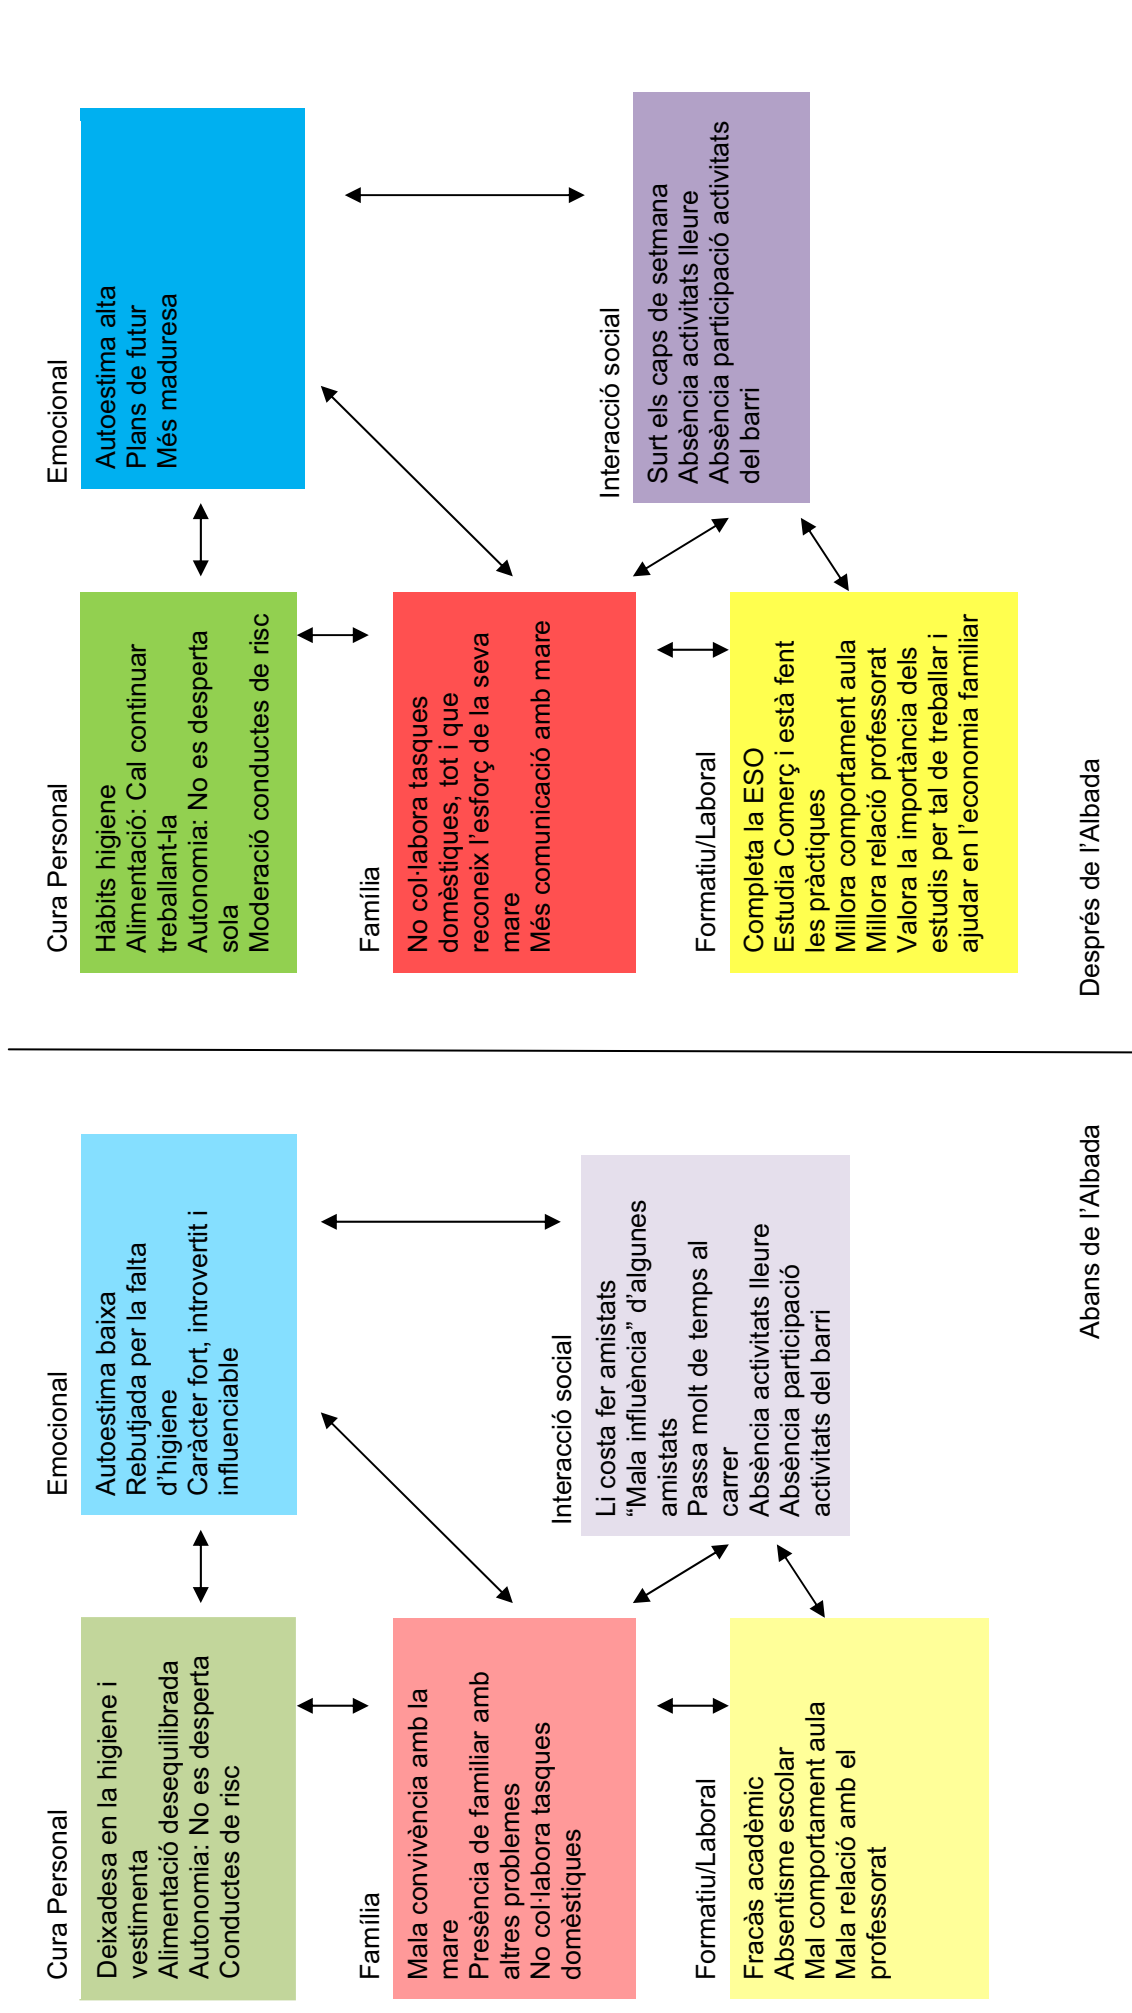 Cura Personal
Deixadesa en la higiene i
vestimenta
Alimentació desequilibrada
Autonomia: No es desperta
Conductes de risc
Emocional
Autoestima baixa
Rebutjada per la falta
d’higiene
Caràcter fort, introvertit i
influenciable
Família
Mala convivència amb la
mare
Presència de familiar amb
altres problemes
No col·labora tasques
domèstiques
Interacció social
Li costa fer amistats
“Mala influència” d’algunes
amistats
Passa molt de temps al
carrer
Absència activitats lleure
Absència participació
activitats del barri
Formatiu/Laboral
Fracàs acadèmic
Absentisme escolar
Mal comportament aula
Mala relació amb el
professorat
Abans de l’Albada
Cura Personal
Hàbits higiene
Alimentació: Cal continuar
treballant-la
Autonomia: No es desperta
sola
Moderació conductes de risc
Emocional
Autoestima alta
Plans de futur
Més maduresa
Família
No col·labora tasques
domèstiques, tot i que
reconeix l’esforç de la seva
mare
Més comunicació amb mare
Interacció social
Surt els caps de setmana
Absència activitats lleure
Absència participació activitats
del barri
Formatiu/Laboral
Completa la ESO
Estudia Comerç i està fent
les pràctiques
Millora comportament aula
Millora relació professorat
Valora la importància dels
estudis per tal de treballar i
ajudar en l’economia familiar
Després de l’Albada